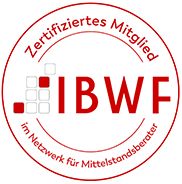 Zertifiziertes Mitglied
IBWF
im Netzwerk für Mittelstandsberater